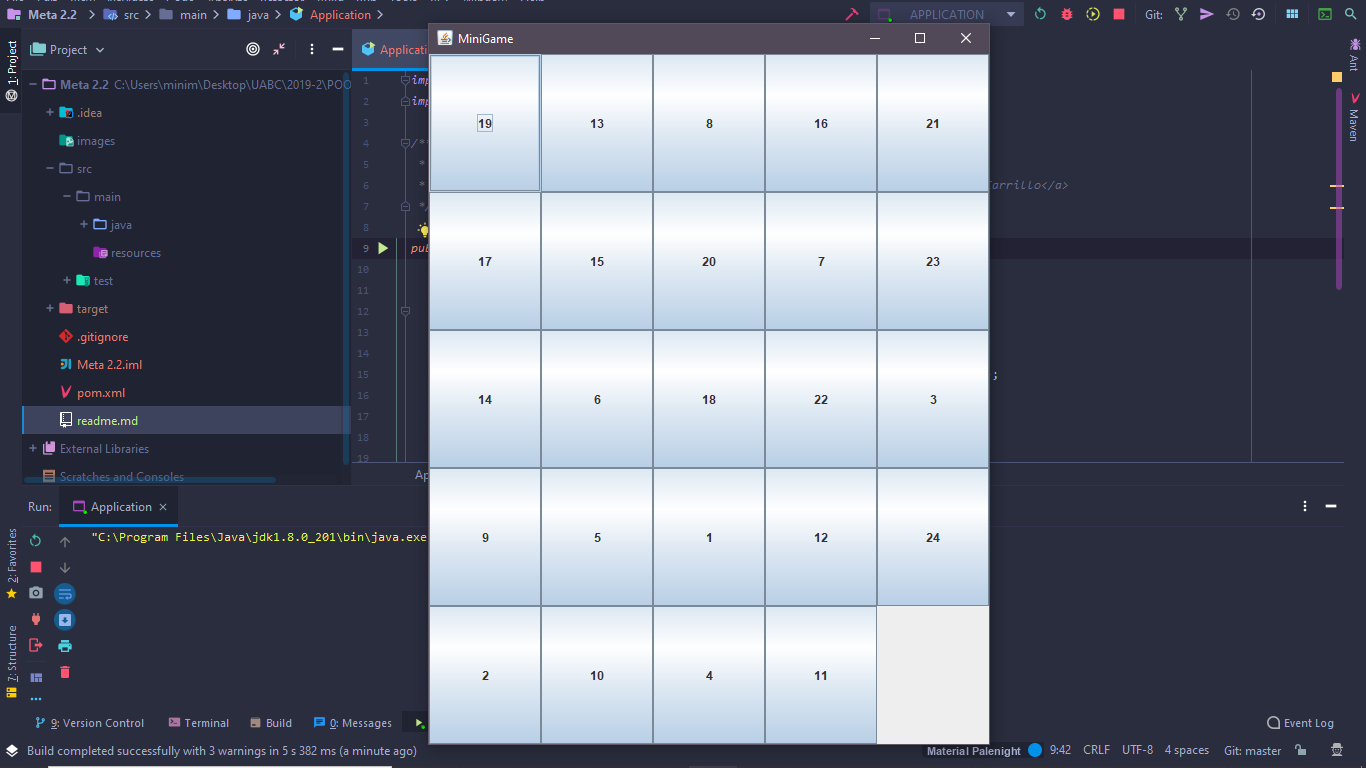 Meta 2.2 > src > main > java > Application >
APPLICATION
Git:
MiniGame
1: Project
Project
Applicati
Ant
Maven
Meta 2.2 C:\Users\minim\Desktop\UABC\2019-2\POO
.idea
images
src
main
java
resources
test
target
.gitignore
Meta 2.2.iml
pom.xml
readme.md
External Libraries
Scratches and Consoles
1 imp
2 imp
3
4 /**
5 *
6 * arrillo</a>
7 */
8
9 pub
10
11
12
13
14
15 ;
16
17
18
19
Ap
19 13 8 16 21
17 15 20 7 23
14 6 18 22 3
9 5 1 12 24
2 10 4 11
Run: Application ×
"C:\Program Files\Java\jdk1.8.0_201\bin\java.exe
2: Favorites
7: Structure
9: Version Control Terminal Build 0: Messages Event Log
Build completed successfully with 3 warnings in 5 s 382 ms (a minute ago) Material Palenight 9:42 CRLF UTF-8 4 spaces Git: master